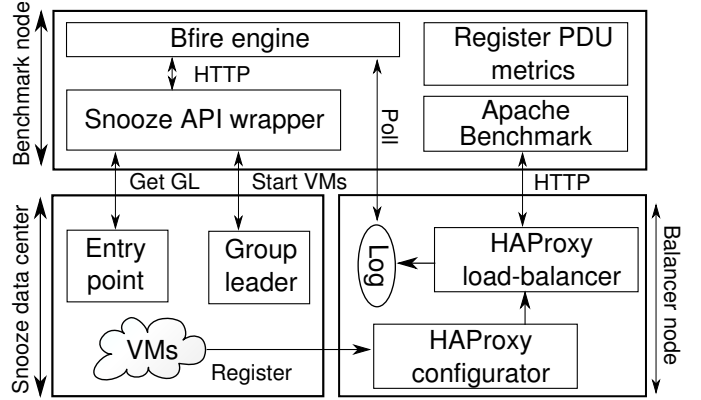 Benchmark node
Bfire engine
HTTP
Snooze API wrapper
Poll
Register PDU
metrics
Apache
Benchmark
Get GL
Start VMs
HTTP
Snooze data center
Entry
point
Group
leader
VMs
Register
Log
HAProxy
load-balancer
HAProxy
configurator
Balancer node